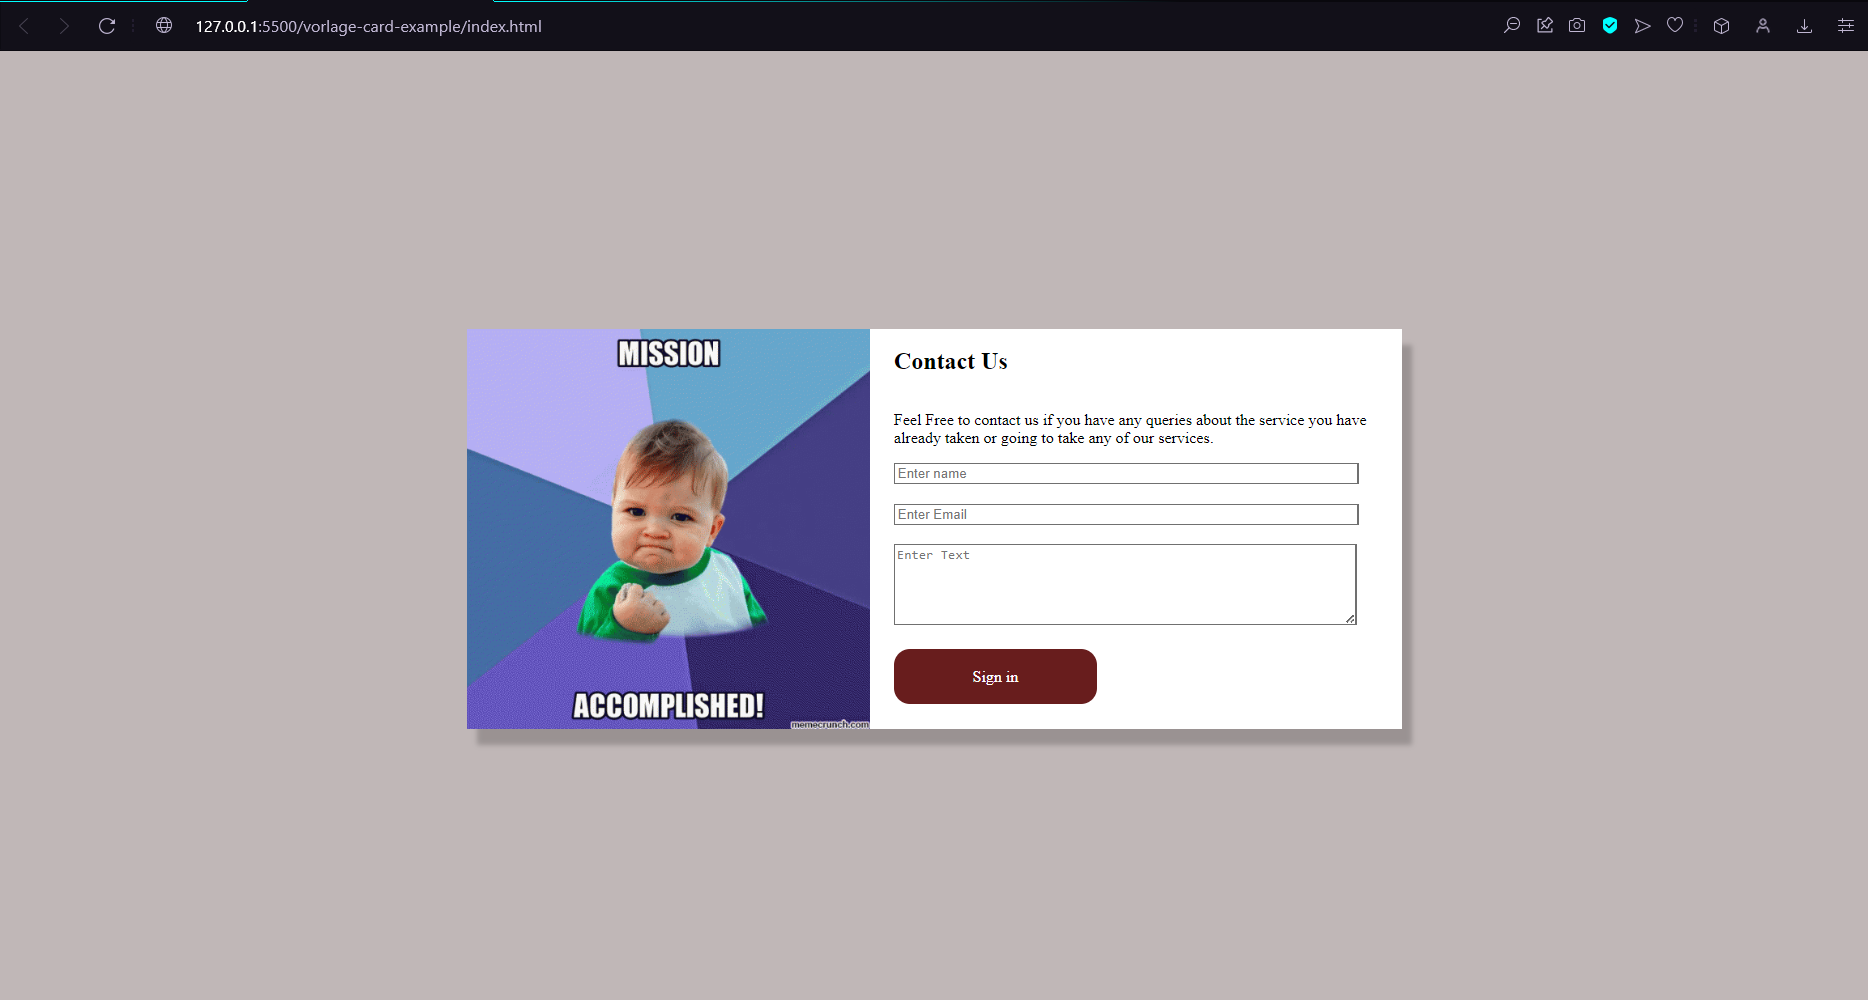 127.0.0.1:5500/vorlage-card-example/index.html
MISSION
ACCOMPLISHED!
memecrunch.com
Contact Us
Feel Free to contact us if you have any queries about the service you have
already taken or going to take any of our services.
Enter name
Enter Email
Enter Text
Sign in